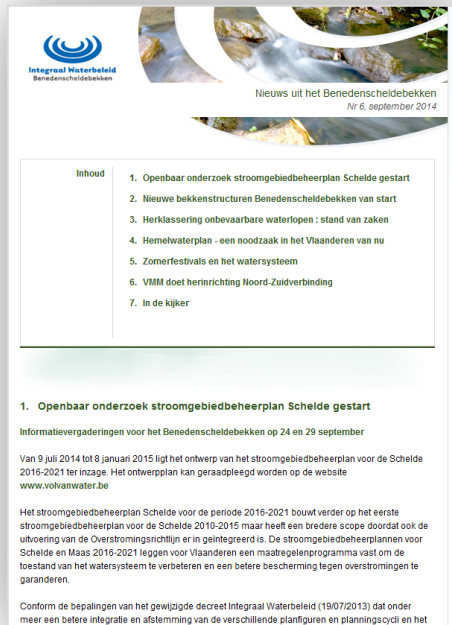 Integraal Waterbeleid
Benedenscheldebekken
Nieuws uit het Benedenscheldebekken
Nr 6, september 2014
Inhoud
1. Openbaar onderzoek stroomgebiedbeheerplan Schelde gestart
2. Nieuwe bekkenstructuren Benedenscheldebekken van start
3. Herklassering onbevaarbare waterlopen : stand van zaken
4. Hemelwaterplan - een noodzaak in het Vlaanderen van nu
5. Zomerfestivals en het watersysteem
6. VMM doet herinrichting Noord-Zuidverbinding
7. In de kijker
1. Openbaar onderzoek stroomgebiedbeheerplan Schelde gestart
Informatievergaderingen voor het Benedenscheldebekken op 24 en 29 september
Van 9 juli 2014 tot 8 januari 2015 ligt het ontwerp van het stroomgebiedbeheerplan voor de Schelde
2016-2021 ter inzage. Het ontwerpplan kan geraadpleegd worden op de website
www.volvanwater.be
Het stroomgebiedbeheerplan Schelde voor de periode 2016-2021 bouwt verder op het eerste
stroomgebiedbeheerplan voor de Schelde 2010-2015 maar heeft een bredere scope doordat ook de
uitvoering van de Overstromingsrichtlijn er in geïntegreerd is. De stroomgebiedbeheerplannen voor
Schelde en Maas 2016-2021 leggen voor Vlaanderen een maatregelenprogramma vast om de
toestand van het watersysteem te verbeteren en een betere bescherming tegen overstromingen te
garanderen.
Conform de bepalingen van het gewijzigde decreet Integraal Waterbeleid (19/07/2013) dat onder
meer een betere integratie en afstemming van de verschillende planfiguren en planningscycli en het